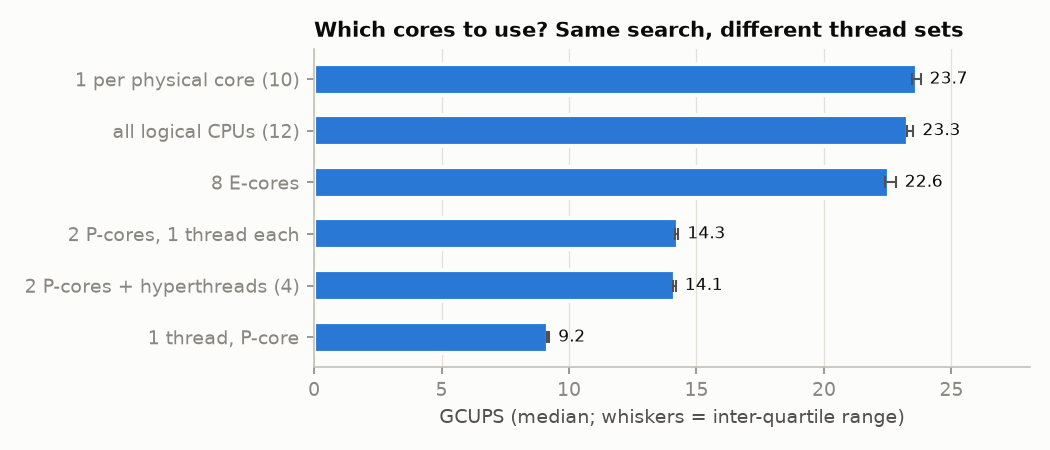 Which cores to use? Same search, different thread sets
1 per physical core (10) 23.7
all logical CPUs (12) 23.3
8 E-cores 22.6
2 P-cores, 1 thread each 14.3
2 P-cores + hyperthreads (4) 14.1
1 thread, P-core 9.2
0 5 10 15 20 25
GCUPS (median; whiskers = inter-quartile range)